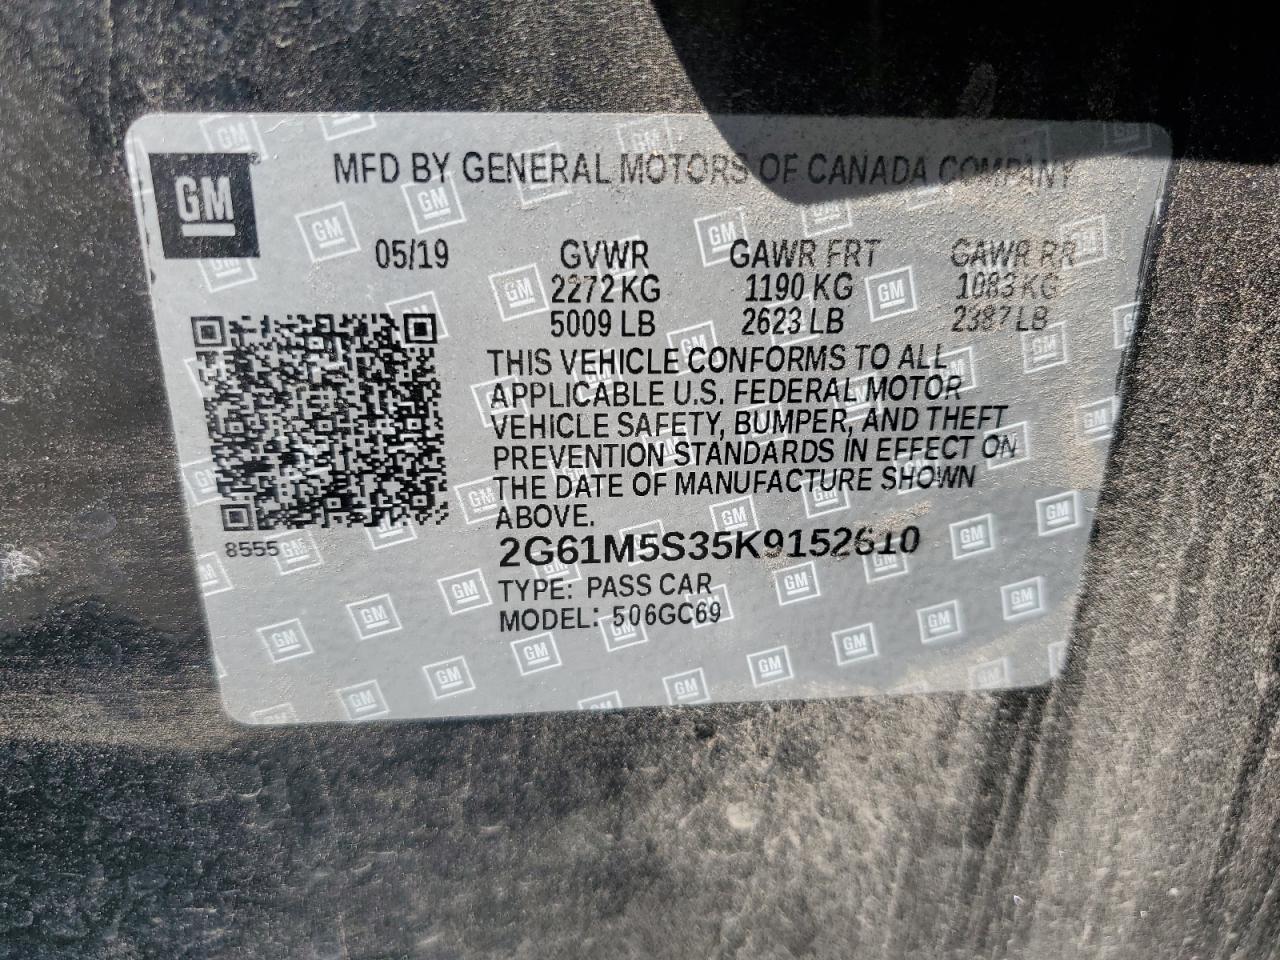 GM
MFD BY GENERAL MOTORS OF CANADA COMPANY
05/19 GVWR GAWR FRT GAWR RR
2272 KG 1190 KG 1083 KG
5009 LB 2623 LB 2387 LB
THIS VEHICLE CONFORMS TO ALL
APPLICABLE U.S. FEDERAL MOTOR
VEHICLE SAFETY, BUMPER, AND THEFT
PREVENTION STANDARDS IN EFFECT ON
THE DATE OF MANUFACTURE SHOWN
ABOVE.
8555
2G61M5S35K9152610
TYPE: PASS CAR
MODEL: 506GC69